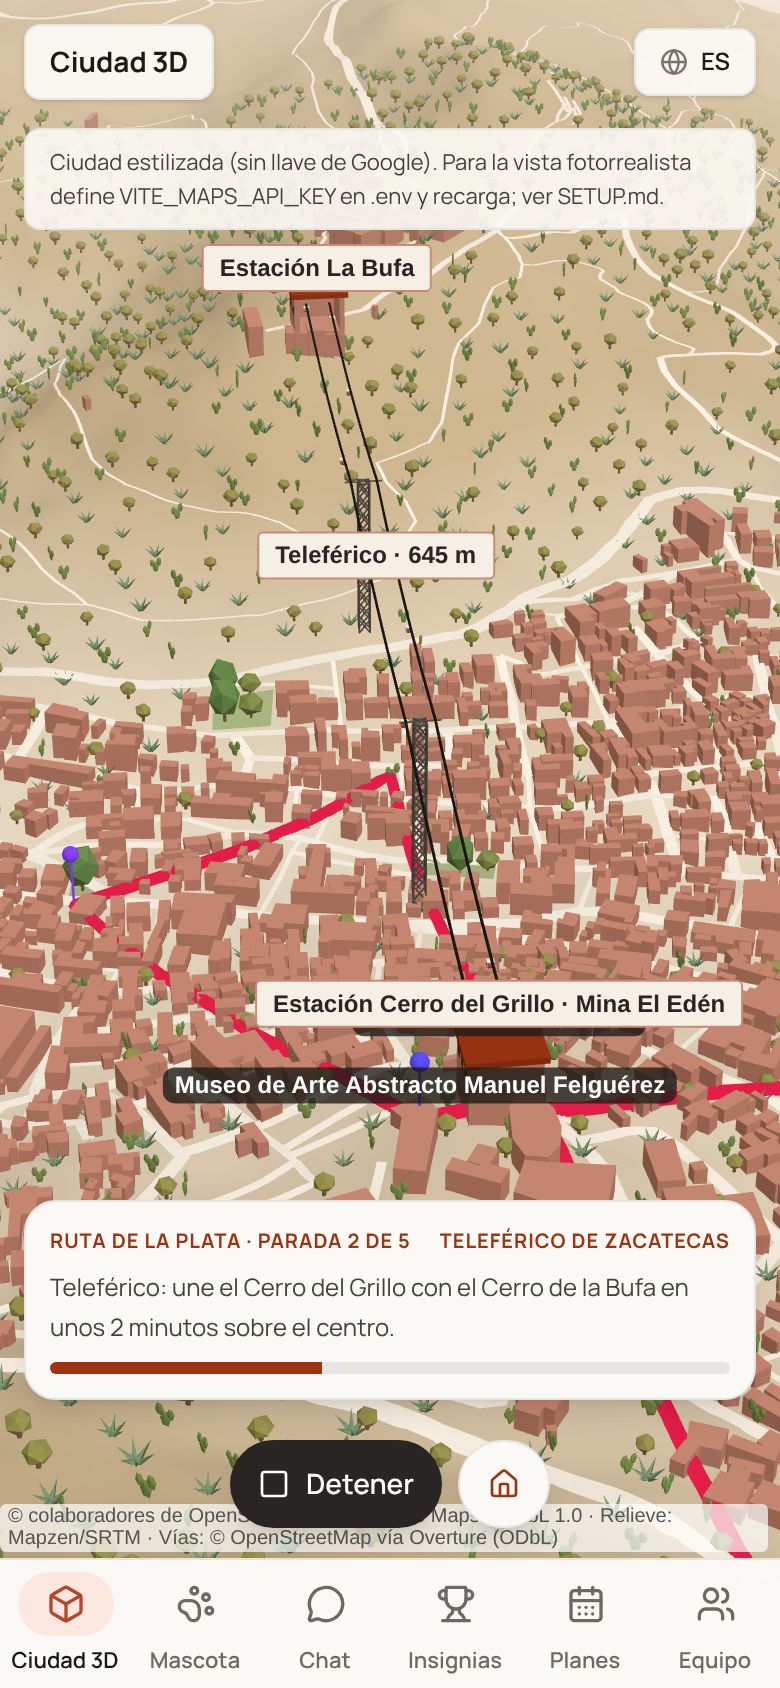 Ciudad 3D
ES
Ciudad estilizada (sin llave de Google). Para la vista fotorrealista
define VITE_MAPS_API_KEY en .env y recarga; ver SETUP.md.
Estación La Bufa
Teleférico · 645 m
Estación Cerro del Grillo · Mina El Edén
Museo de Arte Abstracto Manuel Felguérez
RUTA DE LA PLATA · PARADA 2 DE 5
TELEFÉRICO DE ZACATECAS
Teleférico: une el Cerro del Grillo con el Cerro de la Bufa en
unos 2 minutos sobre el centro.
Detener
© colaboradores de 1.0 · Relieve:
Mapzen/SRTM · Vías: © OpenStreetMap vía Overture (ODbL)
Ciudad 3D
Mascota
Chat
Insignias
Planes
Equipo